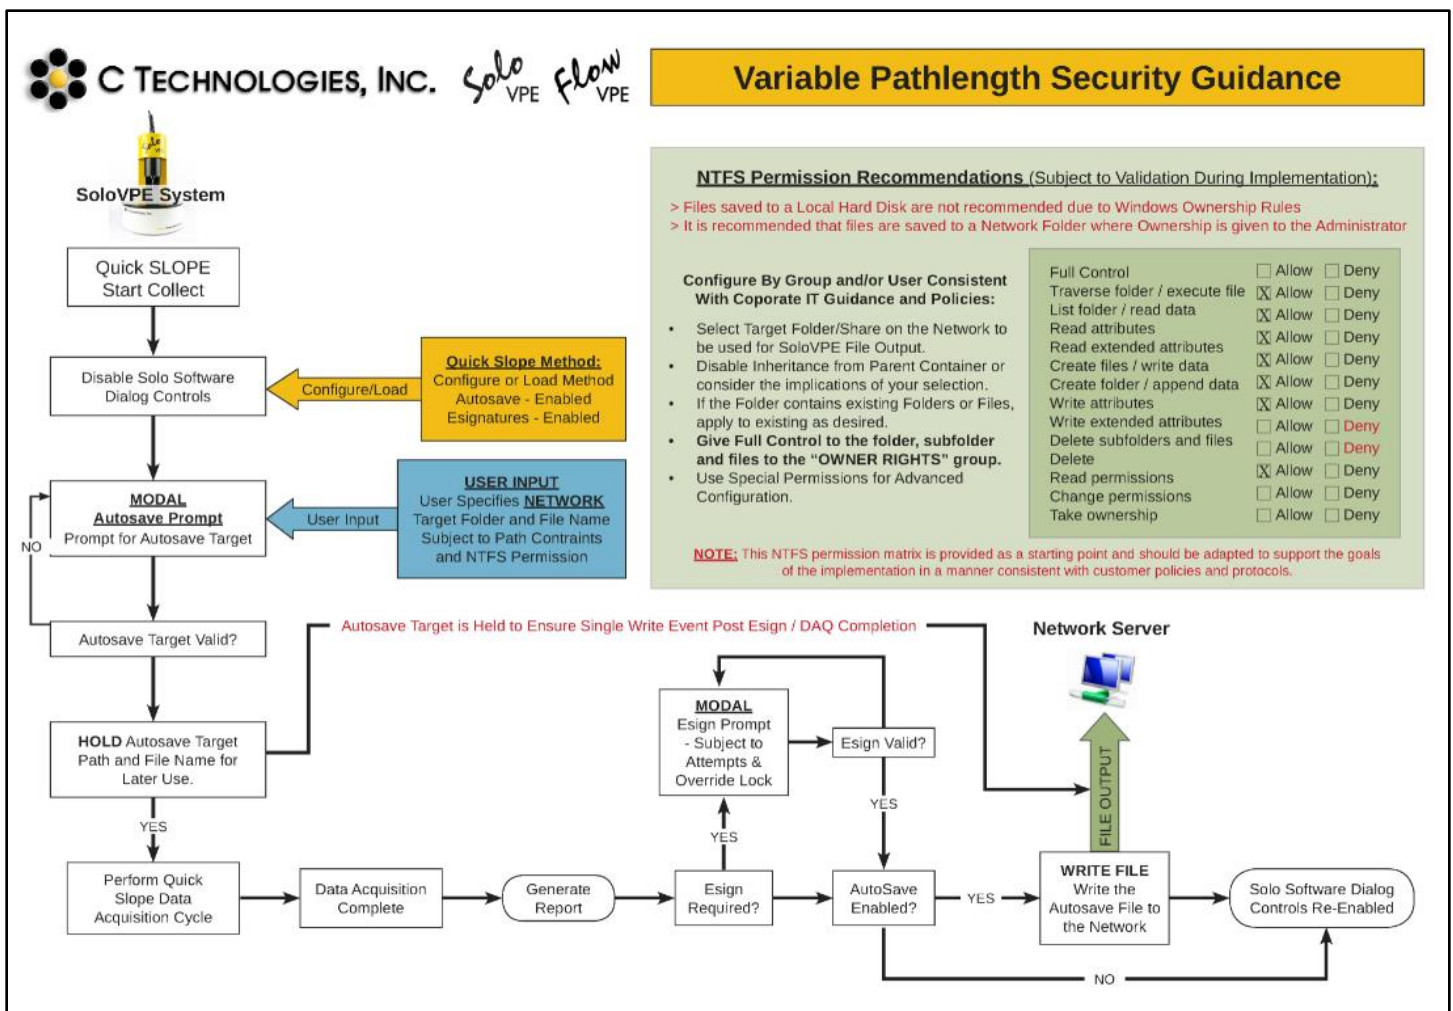 C TECHNOLOGIES, INC.
Solo
VPE
Flow
VPE
Variable Pathlength Security Guidance
SoloVPE System
NTFS Permission Recommendations (Subject to Validation During Implementation):
> Files saved to a Local Hard Disk are not recommended due to Windows Ownership Rules
> It is recommended that files are saved to a Network Folder where Ownership is given to the Administrator
Configure By Group and/or User Consistent
With Coporate IT Guidance and Policies:
• Select Target Folder/Share on the Network to
be used for SoloVPE File Output.
• Disable Inheritance from Parent Container or
consider the implications of your selection.
• If the Folder contains existing Folders or Files,
apply to existing as desired.
• Give Full Control to the folder, subfolder
and files to the “OWNER RIGHTS” group.
• Use Special Permissions for Advanced
Configuration.
Full Control
Traverse folder / execute file
List folder / read data
Read attributes
Read extended attributes
Create files / write data
Create folder / append data
Write attributes
Write extended attributes
Delete subfolders and files
Delete
Read permissions
Change permissions
Take ownership
Allow Deny
X Allow Deny
X Allow Deny
X Allow Deny
X Allow Deny
X Allow Deny
X Allow Deny
Allow Deny
Allow Deny
X Allow Deny
Allow Deny
Allow Deny
NOTE: This NTFS permission matrix is provided as a starting point and should be adapted to support the goals
of the implementation in a manner consistent with customer policies and protocols.
Quick SLOPE
Start Collect
Disable Solo Software
Dialog Controls
Configure/Load
Quick Slope Method:
Configure or Load Method
Autosave - Enabled
Esignatures - Enabled
MODAL
Autosave Prompt
Prompt for Autosave Target
User Input
USER INPUT
User Specifies NETWORK
Target Folder and File Name
Subject to Path Contraints
and NTFS Permission
NO
Autosave Target Valid?
Autosave Target is Held to Ensure Single Write Event Post Esign / DAQ Completion
Network Server
HOLD Autosave Target
Path and File Name for
Later Use.
MODAL
Esign Prompt
- Subject to
Attempts &
Override Lock
Esign Valid?
FILE OUTPUT
YES
YES
YES
Perform Quick
Slope Data
Acquisition Cycle
Data Acquisition
Complete
Generate
Report
Esign
Required?
AutoSave
Enabled?
YES
WRITE FILE
Write the
Autosave File to
the Network
Solo Software Dialog
Controls Re-Enabled
NO